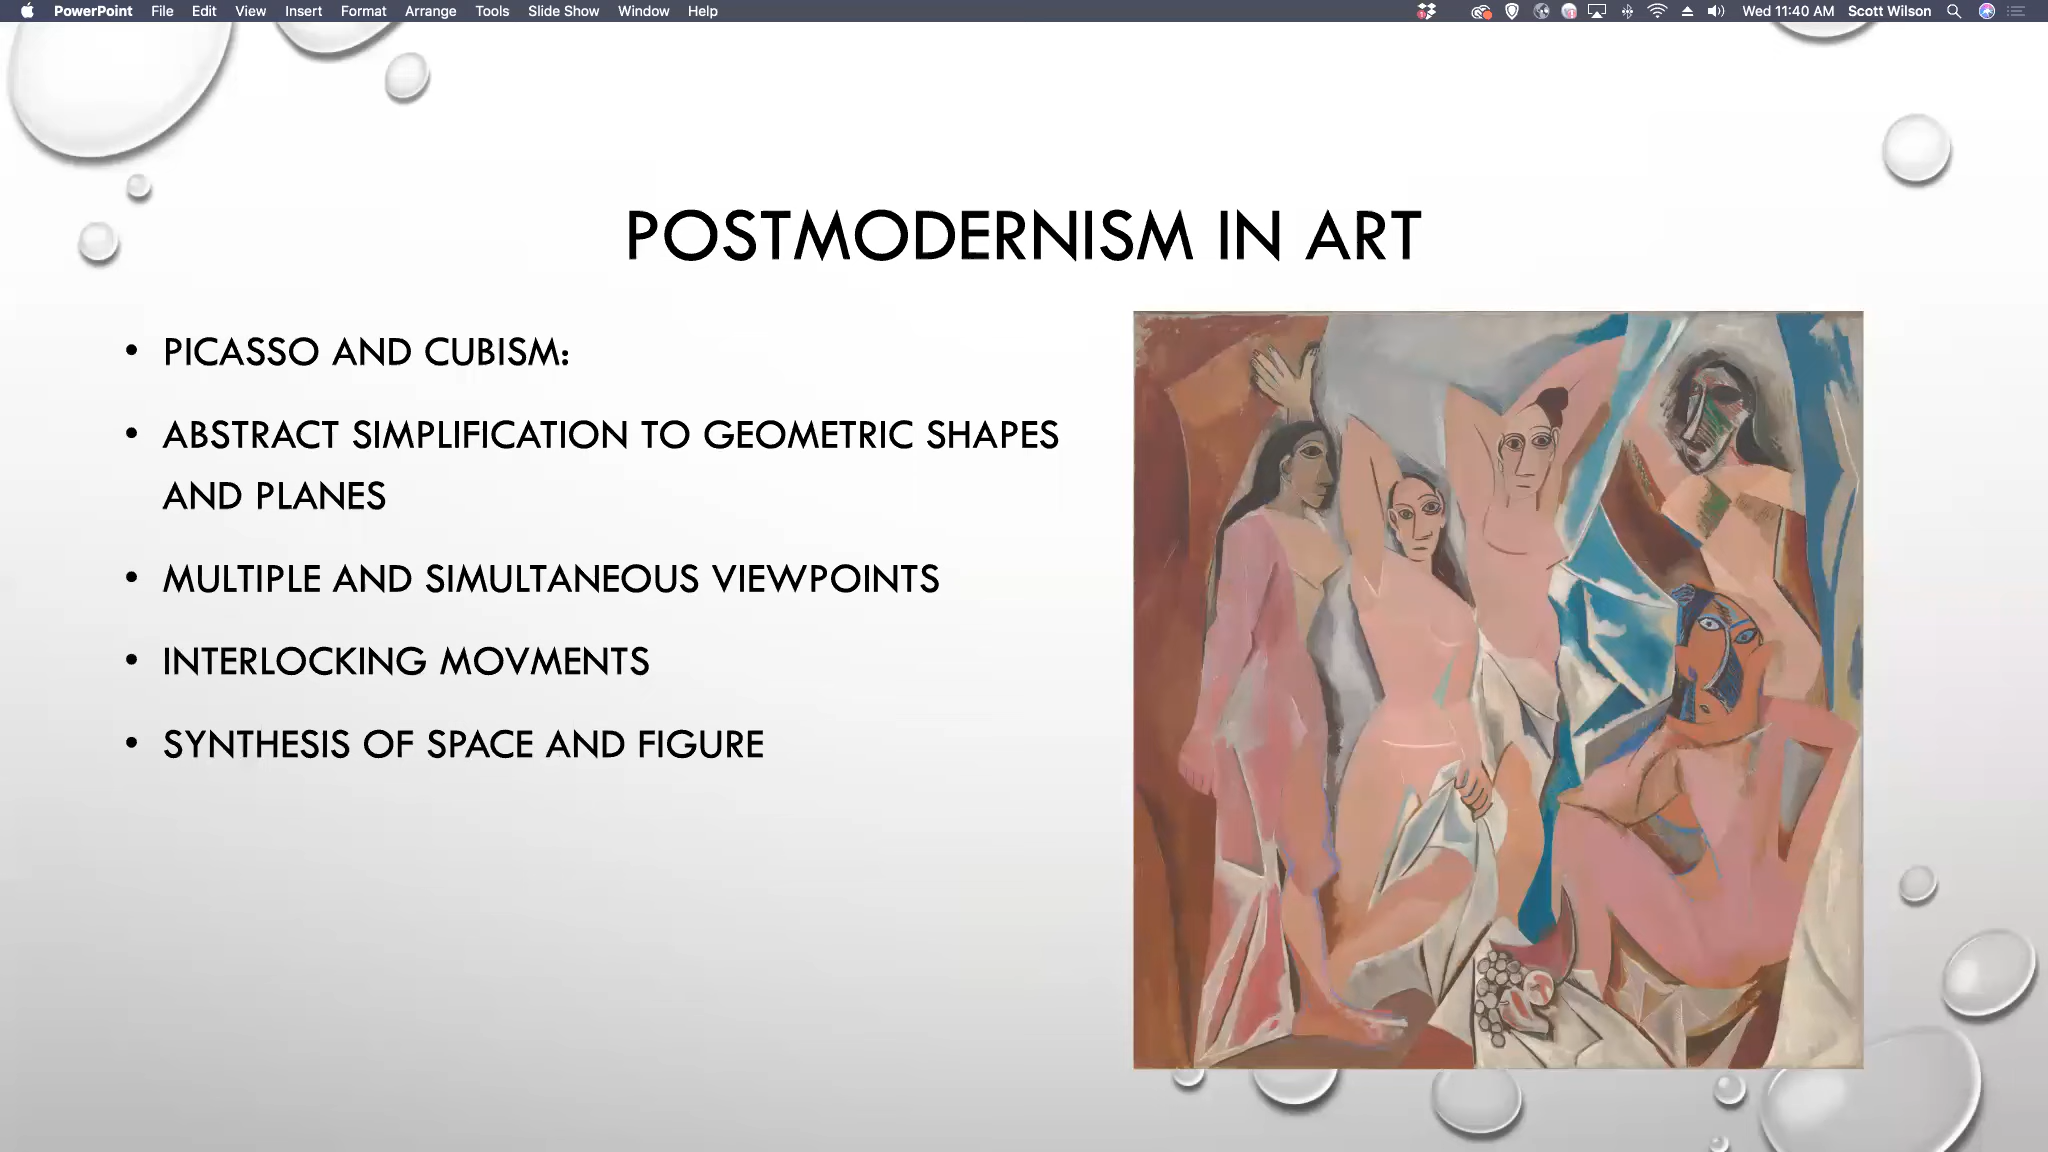 PowerPoint File Edit View Insert Format Arrange Tools Slide Show Window Help Wed 11:40 AM Scott Wilson
POSTMODERNISM IN ART
• PICASSO AND CUBISM:
• ABSTRACT SIMPLIFICATION TO GEOMETRIC SHAPES
AND PLANES
• MULTIPLE AND SIMULTANEOUS VIEWPOINTS
• INTERLOCKING MOVMENTS
• SYNTHESIS OF SPACE AND FIGURE